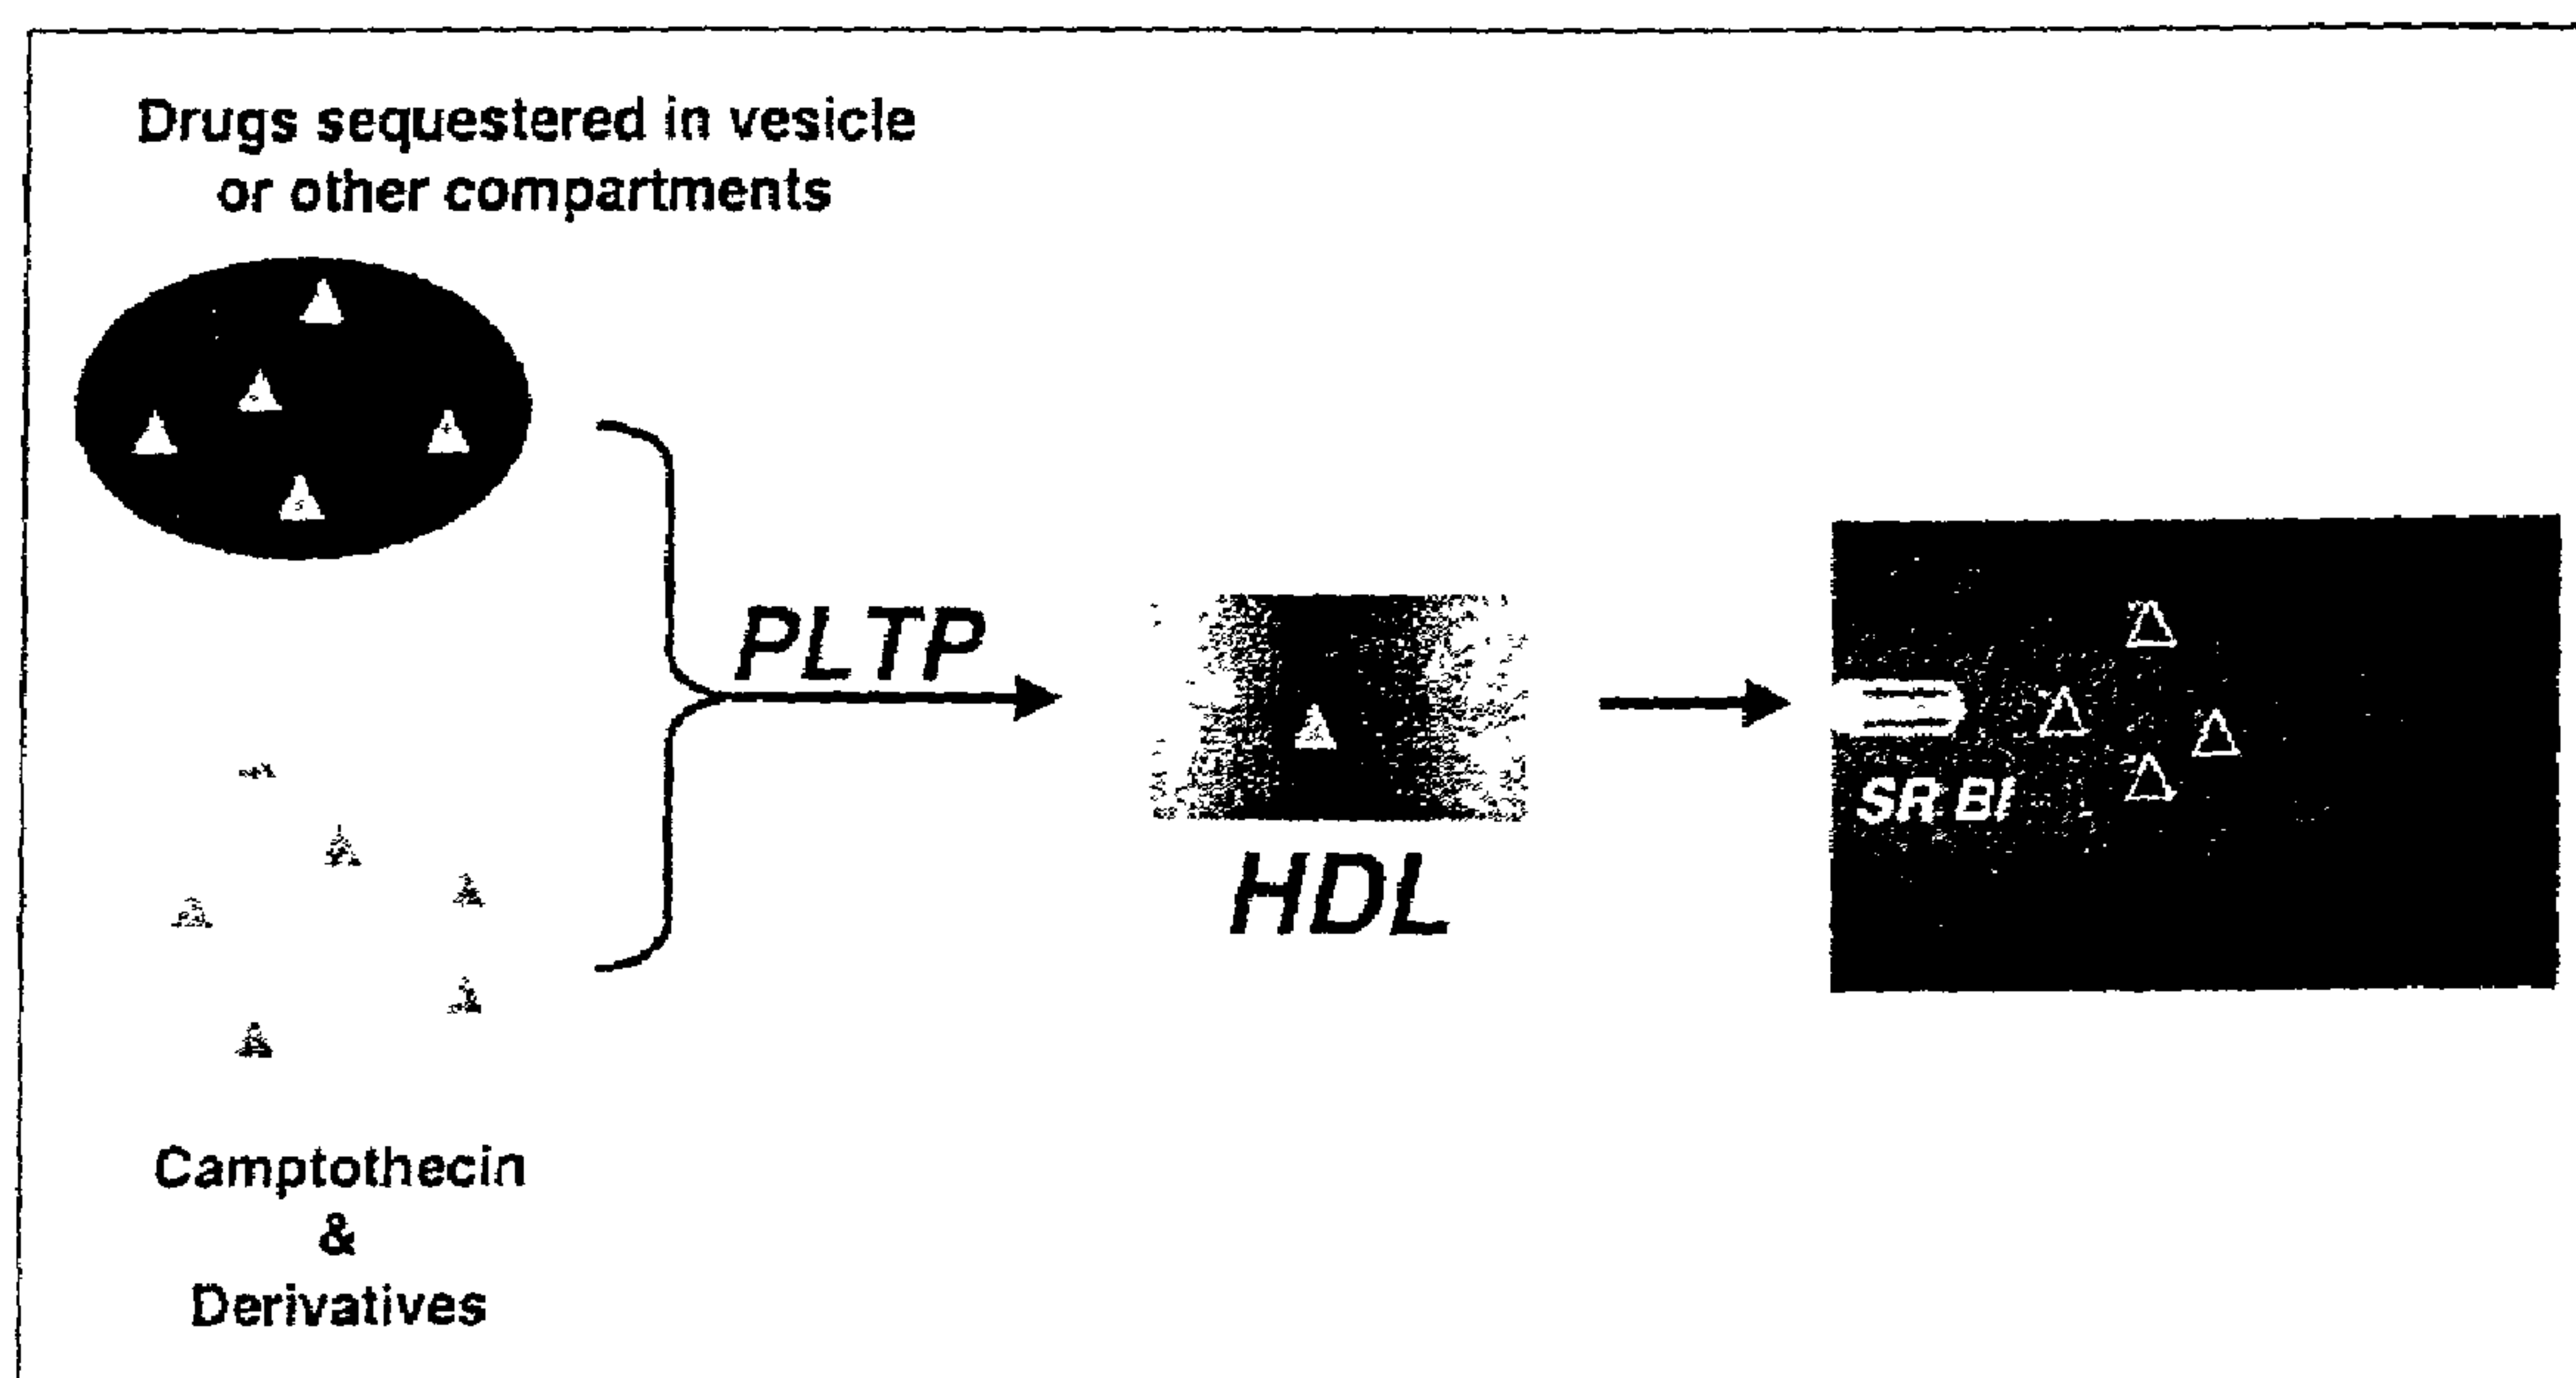 Drugs sequestered in vesicle
or other compartments
PLTP
HDL
SR BI
Camptothecin
&
Derivatives